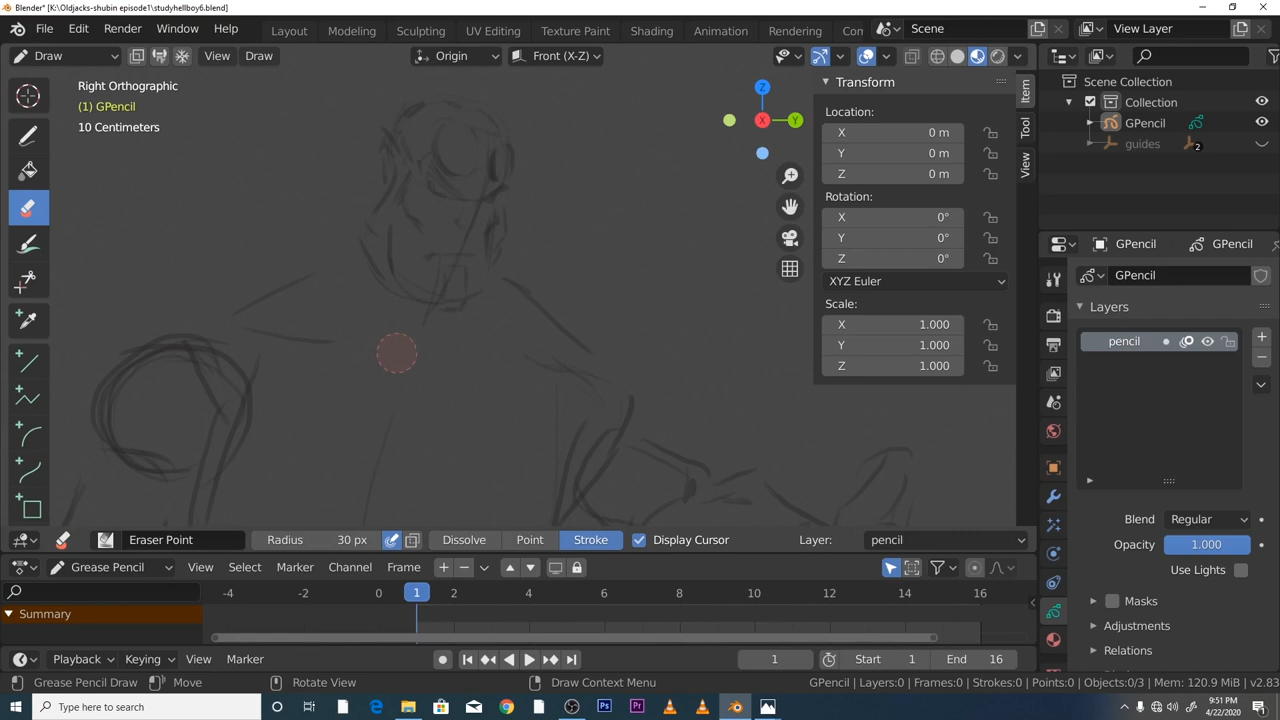 Blender* [K:\Oldjacks-shubin episode1\studyhellboy6.blend]
File Edit Render Window Help Layout Modeling Sculpting UV Editing Texture Paint Shading Animation Rendering Con Scene View Layer
Draw View Draw Origin Front (X-Z)
Right Orthographic
(1) GPencil
10 Centimeters
Z
X Y
Transform
Location:
X 0 m
Y 0 m
Z 0 m
Rotation:
X 0°
Y 0°
Z 0°
XYZ Euler
Scale:
X 1.000
Y 1.000
Z 1.000
Item
Tool
View
Scene Collection
Collection
GPencil
guides 2
GPencil GPencil
GPencil
Layers
pencil
Blend Regular
Opacity 1.000
Use Lights
Masks
Adjustments
Relations
Eraser Point Radius 30 px Dissolve Point Stroke Display Cursor Layer: pencil
Grease Pencil View Select Marker Channel Frame
-4 -2 0 1 2 4 6 8 10 12 14 16
Summary
Playback Keying View Marker 1 Start 1 End 16
Grease Pencil Draw Move Rotate View Draw Context Menu GPencil | Layers:0 | Frames:0 | Strokes:0 | Points:0 | Objects:0/3 | Mem: 120.9 MiB | v2.83
Type here to search
9:51 PM
4/22/2020